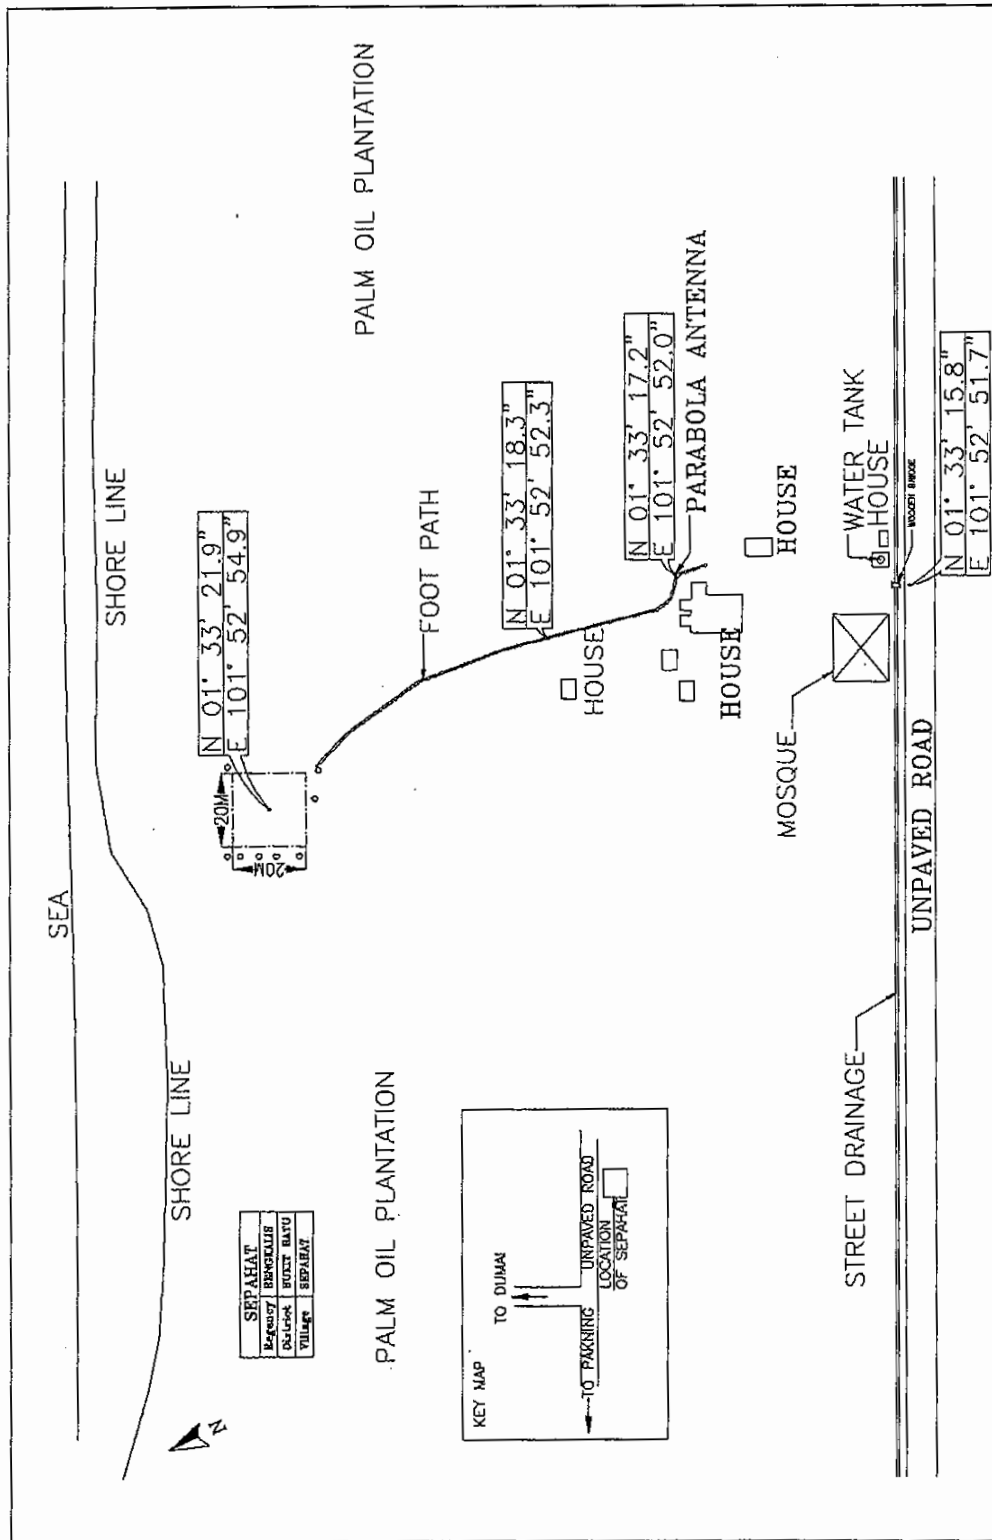 SEA
SHORE LINE
SHORE LINE
SEPAHAT
Regency BENGKALIS
District BUKIT BATU
Village SEPAHAT
N
20M
20M
N 01° 33' 21.9"
E 101° 52' 54.9"
PALM OIL PLANTATION
PALM OIL PLANTATION
FOOT PATH
N 01° 33' 18.3"
E 101° 52' 52.3"
HOUSE
N 01° 33' 17.2"
E 101° 52' 52.0"
PARABOLA ANTENNA
HOUSE
HOUSE
KEY MAP
TO DUMAI
TO PAKNING
UNPAVED ROAD
LOCATION
OF SEPAHAT
MOSQUE
WATER TANK
HOUSE
WOODEN BRIDGE
STREET DRAINAGE
UNPAVED ROAD
N 01° 33' 15.8"
E 101° 52' 51.7"